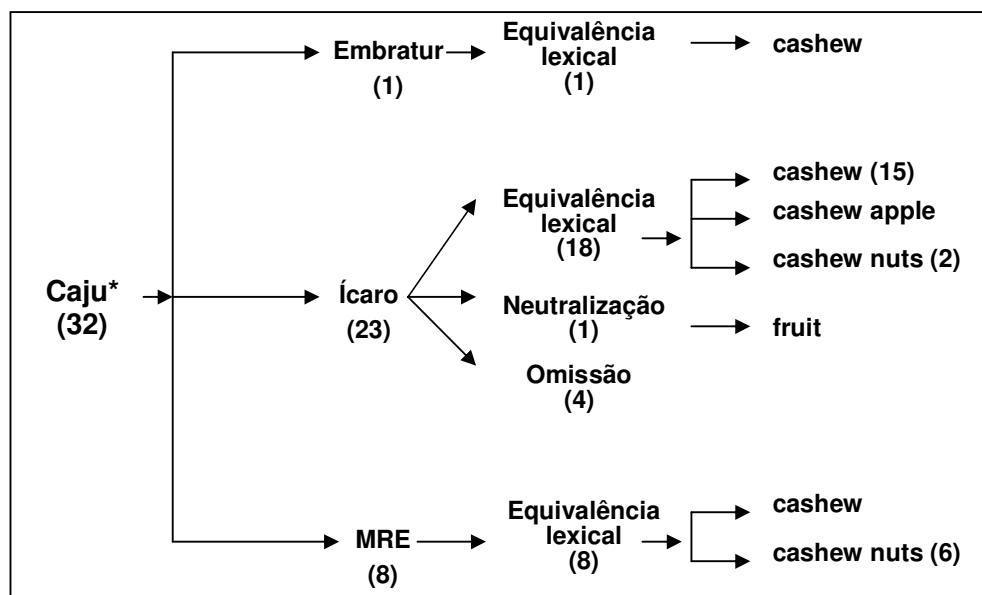 Embratur
(1)
Equivalência
lexical
(1)
cashew
Caju*
(32)
Ícaro
(23)
Equivalência
lexical
(18)
cashew (15)
cashew apple
cashew nuts (2)
Neutralização
(1)
fruit
Omissão
(4)
MRE
(8)
Equivalência
lexical
(8)
cashew
cashew nuts (6)